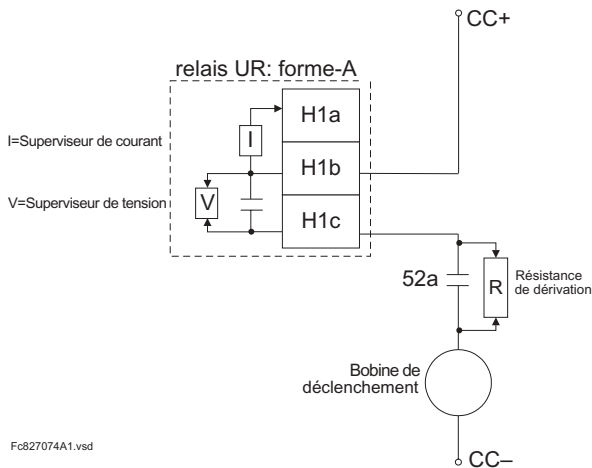 CC+
relais UR: forme-A
H1a
I=Superviseur de courant
I
H1b
V=Superviseur de tension
V
H1c
52a
R
Résistance
de dérivation
Bobine de
déclenchement
Fc827074A1.vsd
CC–